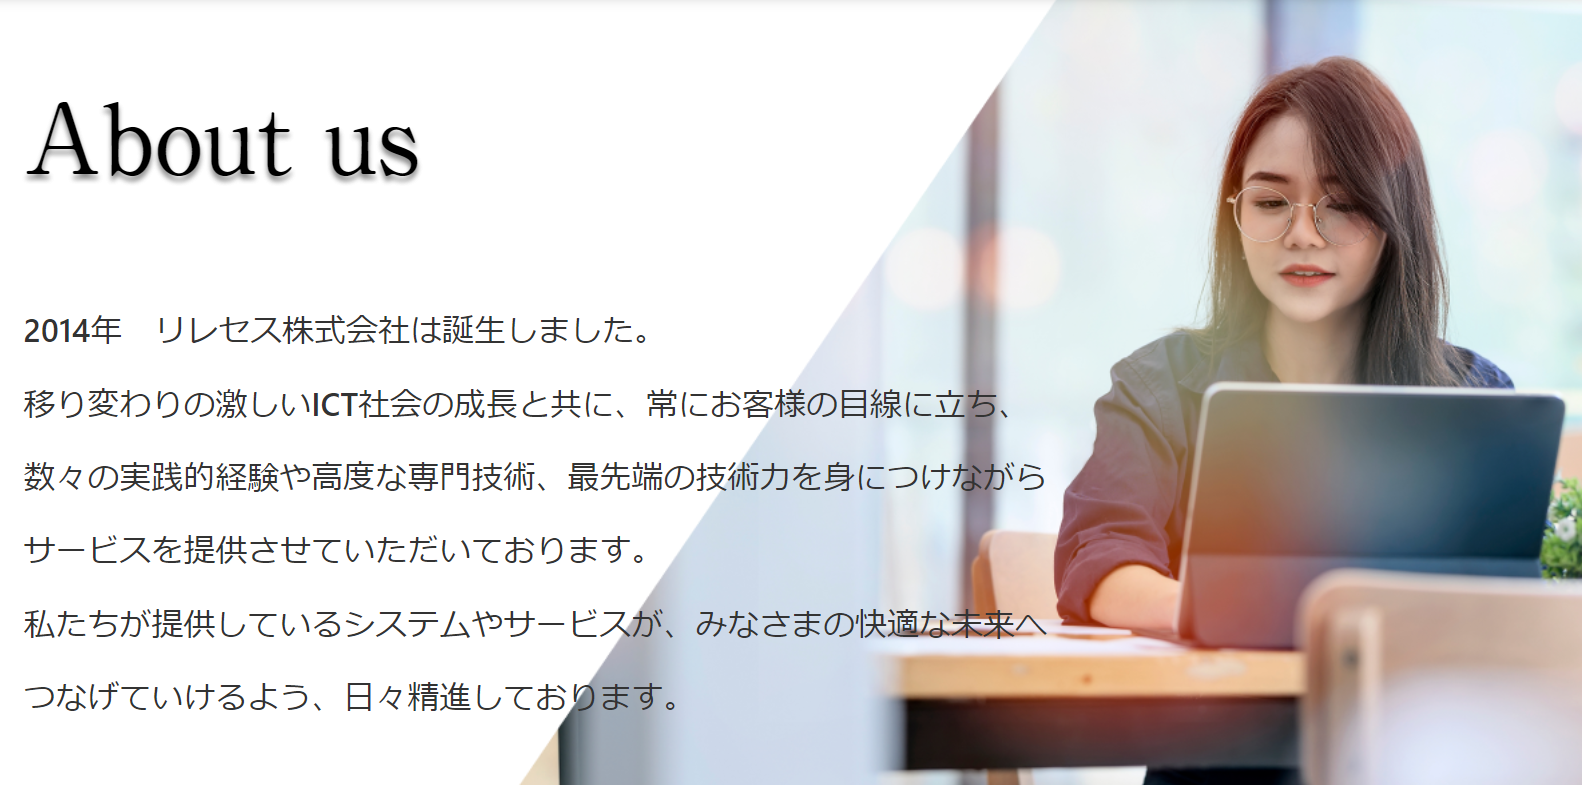 About us
2014年　リレセス株式会社は誕生しました。
移り変わりの激しいICT社会の成長と共に、常にお客様の目線に立ち、
数々の実践的経験や高度な専門技術、最先端の技術力を身につけながら
サービスを提供させていただいております。
私たちが提供しているシステムやサービスが、みなさまの快適な未来へ
つなげていけるよう、日々精進しております。